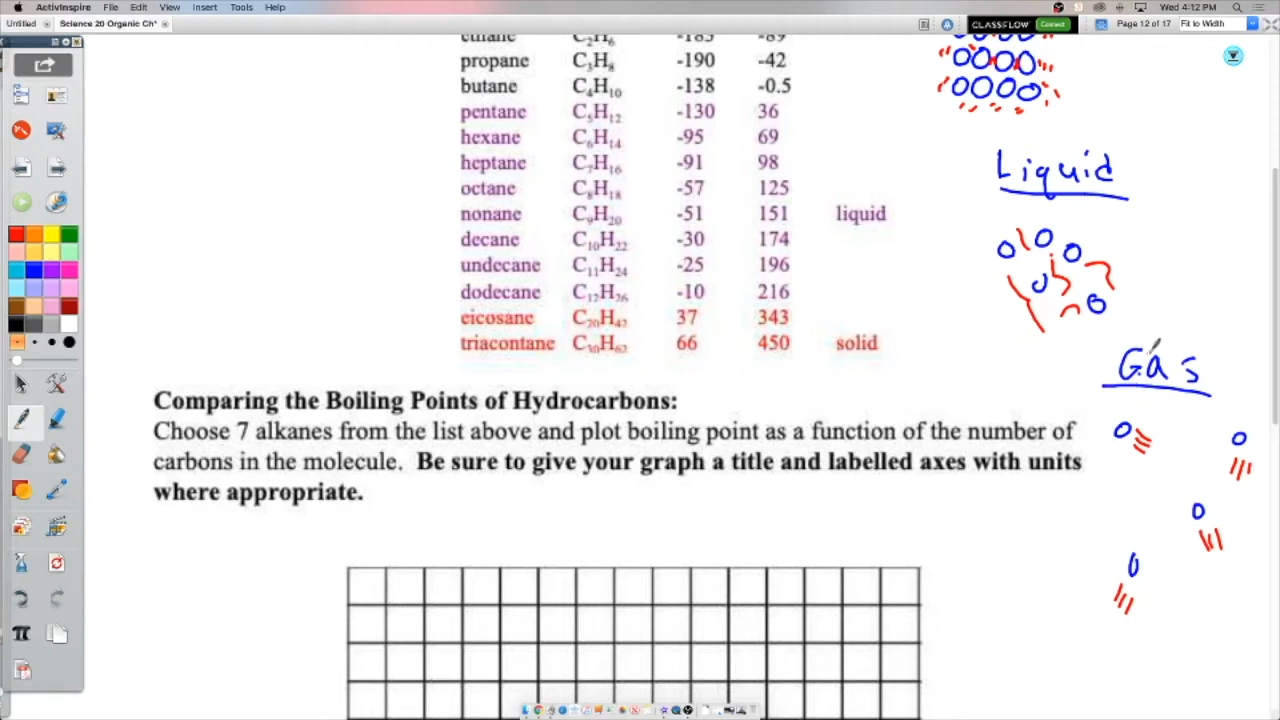 ActivInspire File Edit View Insert Tools Help Wed 4:12 PM
Untitled Science 20 Organic Ch* CLASSFLOW Connect Page 12 of 17 Fit to Width
ethane C₂H₆ -183 -89
propane C₃H₈ -190 -42
butane C₄H₁₀ -138 -0.5
pentane C₅H₁₂ -130 36
hexane C₆H₁₄ -95 69
heptane C₇H₁₆ -91 98
octane C₈H₁₈ -57 125
nonane C₉H₂₀ -51 151 liquid
decane C₁₀H₂₂ -30 174
undecane C₁₁H₂₄ -25 196
dodecane C₁₂H₂₆ -10 216
eicosane C₂₀H₄₂ 37 343
triacontane C₃₀H₆₂ 66 450 solid
Liquid
Gas
Comparing the Boiling Points of Hydrocarbons:
Choose 7 alkanes from the list above and plot boiling point as a function of the number of
carbons in the molecule. Be sure to give your graph a title and labelled axes with units
where appropriate.